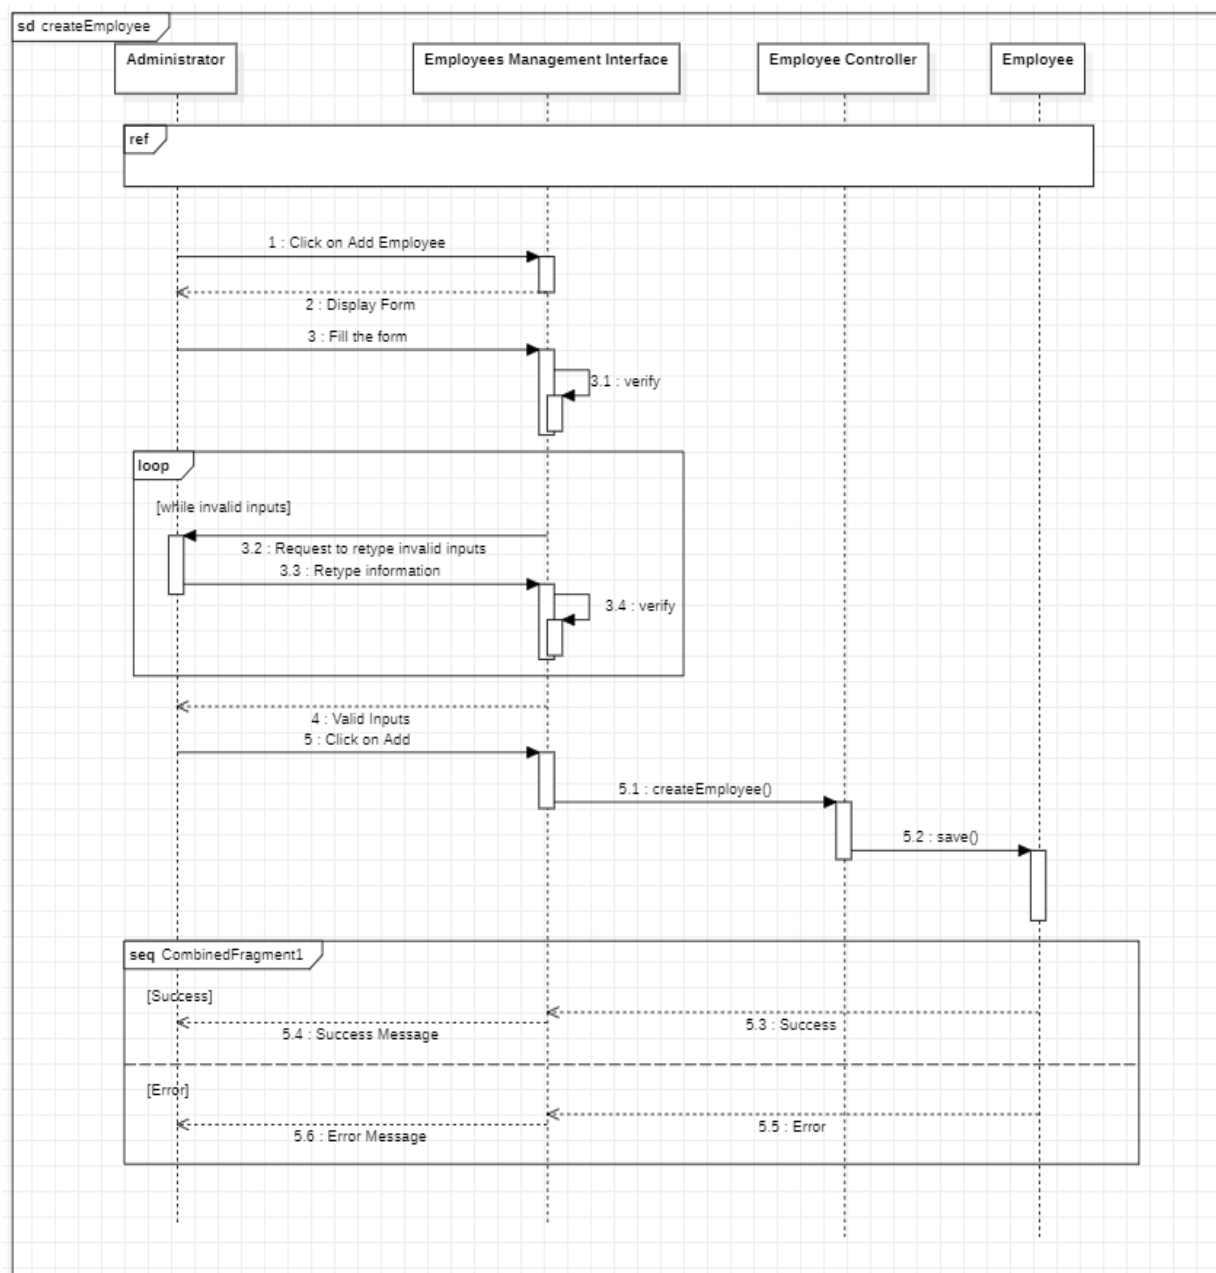 sd createEmployee
Administrator
Employees Management Interface
Employee Controller
Employee
ref
1 : Click on Add Employee
2 : Display Form
3 : Fill the form
3.1 : verify
loop
[while invalid inputs]
3.2 : Request to retype invalid inputs
3.3 : Retype information
3.4 : verify
4 : Valid Inputs
5 : Click on Add
5.1 : createEmployee()
5.2 : save()
seq CombinedFragment1
[Success]
5.3 : Success
5.4 : Success Message
[Error]
5.5 : Error
5.6 : Error Message